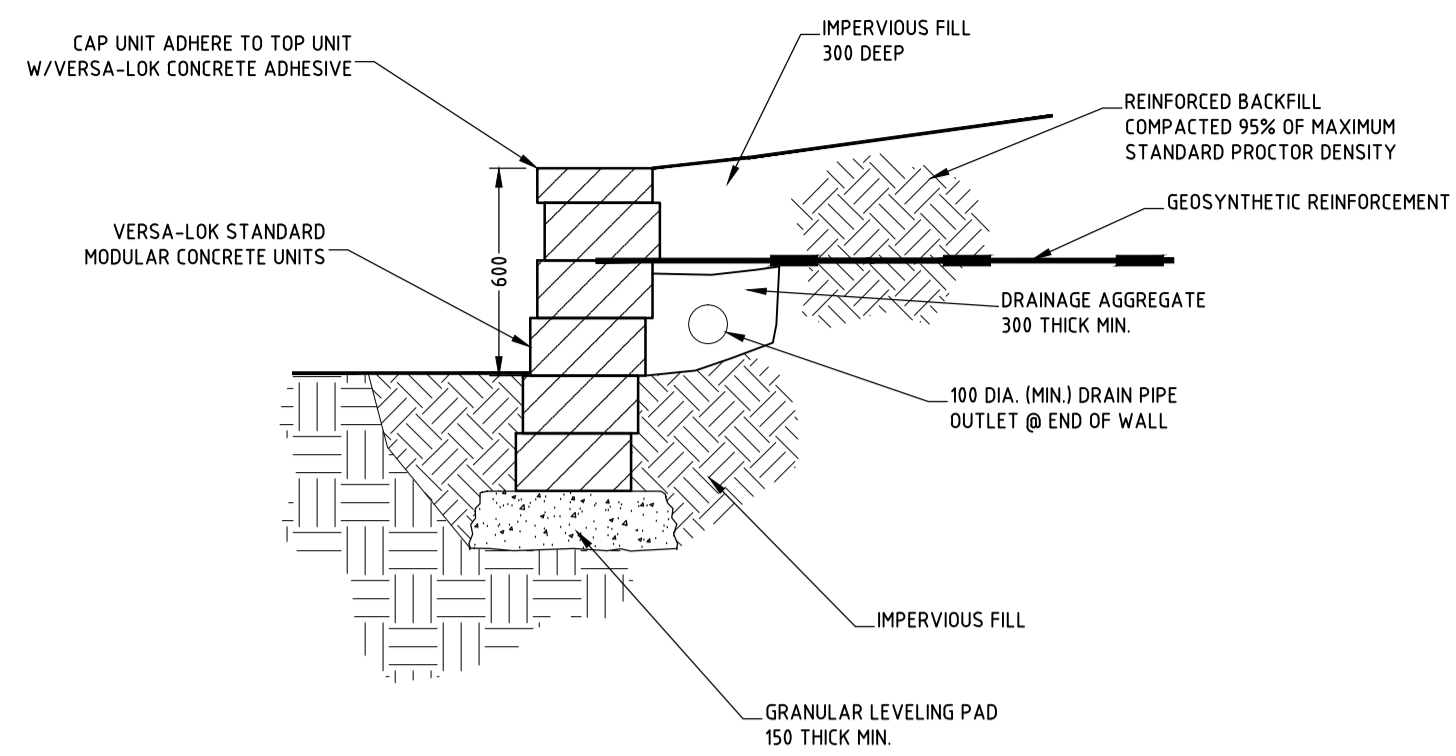 CAP UNIT ADHERE TO TOP UNIT
W/VERSA-LOK CONCRETE ADHESIVE
IMPERVIOUS FILL
300 DEEP
REINFORCED BACKFILL
COMPACTED 95% OF MAXIMUM
STANDARD PROCTOR DENSITY
GEOSYNTHETIC REINFORCEMENT
VERSA-LOK STANDARD
MODULAR CONCRETE UNITS
600
DRAINAGE AGGREGATE
300 THICK MIN.
100 DIA. (MIN.) DRAIN PIPE
OUTLET @ END OF WALL
IMPERVIOUS FILL
GRANULAR LEVELING PAD
150 THICK MIN.